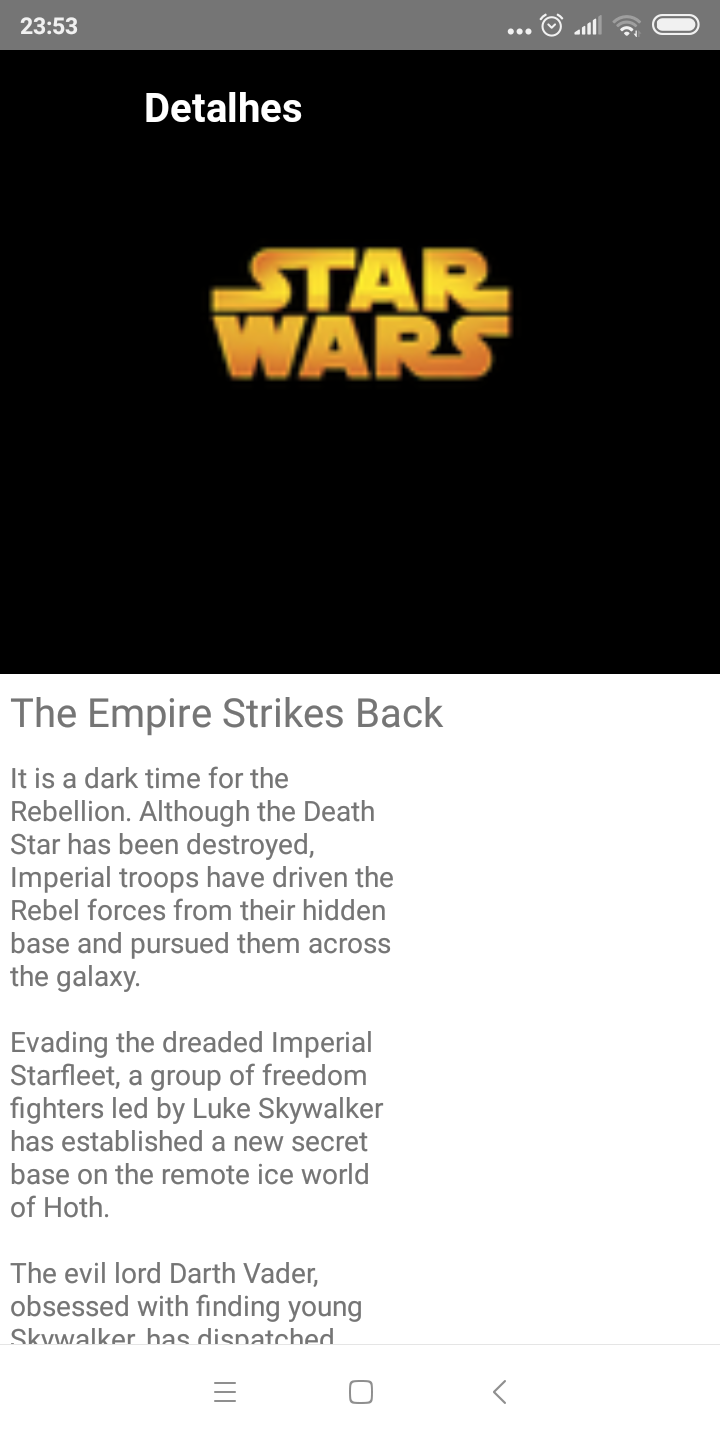 23:53
Detalhes
STAR
WARS
The Empire Strikes Back
It is a dark time for the
Rebellion. Although the Death
Star has been destroyed,
Imperial troops have driven the
Rebel forces from their hidden
base and pursued them across
the galaxy.
Evading the dreaded Imperial
Starfleet, a group of freedom
fighters led by Luke Skywalker
has established a new secret
base on the remote ice world
of Hoth.
The evil lord Darth Vader,
obsessed with finding young
Skywalker, has dispatched